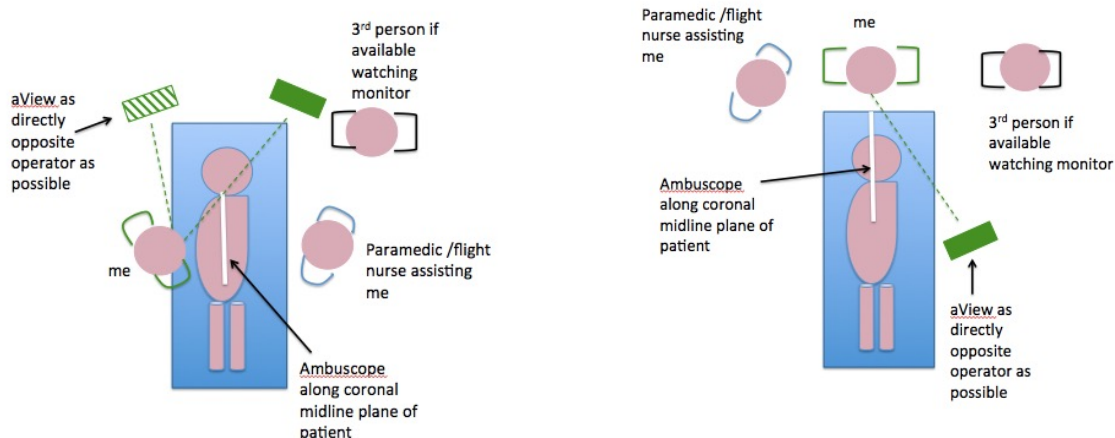 3rd person if
available
watching
monitor
aView as
directly
opposite
operator as
possible
me
Paramedic /flight
nurse assisting
me
Ambuscope
along coronal
midline plane of
patient
Paramedic /flight
nurse assisting
me
me
3rd person if
available
watching monitor
Ambuscope
along coronal
midline plane of
patient
aView as
directly
opposite
operator as
possible